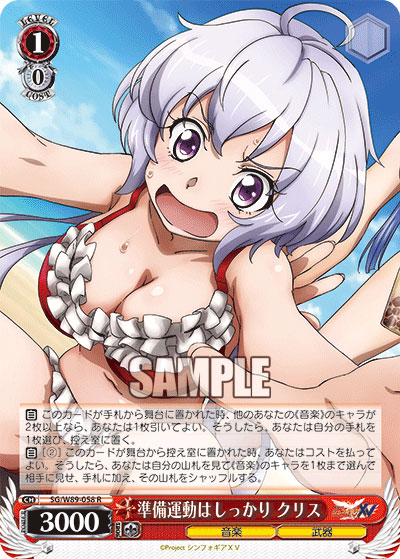 LEVEL
1
0
COST
SAMPLE
自 このカードが手札から舞台に置かれた時、他のあなたの《音楽》のキャラが
2枚以上なら、あなたは1枚引いてよい。そうしたら、あなたは自分の手札を
1枚選び、控え室に置く。
自 [②] このカードが舞台から控え室に置かれた時、あなたはコストを払って
よい。そうしたら、あなたは自分の山札を見て《音楽》のキャラを1枚まで選んで
相手に見せ、手札に加え、その山札をシャッフルする。
CH SG/W89-058 R
準備運動はしっかり クリス
3000
音楽 武器
©Project シンフォギアXV